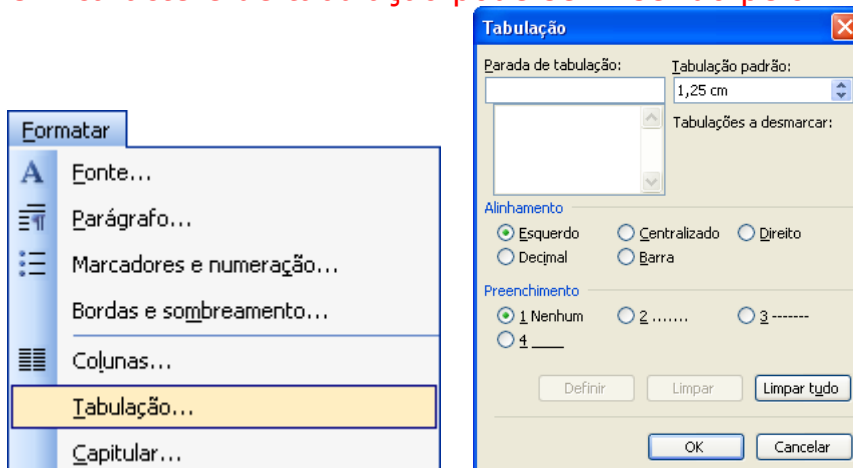 Formatar
Fonte...
Parágrafo...
Marcadores e numeração...
Bordas e sombreamento...
Colunas...
Tabulação...
Capitular...
Tabulação
Parada de tabulação: Tabulação padrão:
1,25 cm
Tabulações a desmarcar:
Alinhamento
Esquerdo Centralizado Direito
Decimal Barra
Preenchimento
1 Nenhum 2 ....... 3 -------
4 ____
Definir Limpar Limpar tudo
OK Cancelar